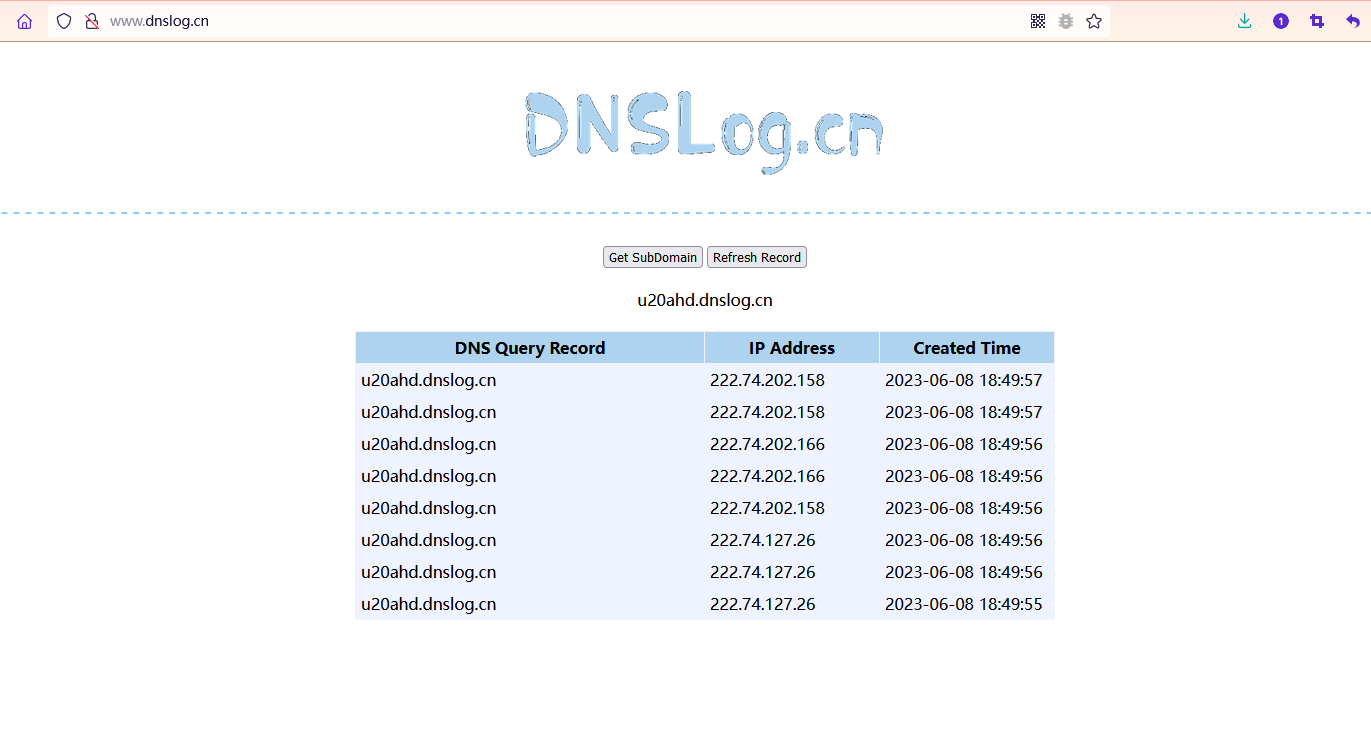 www.dnslog.cn
1
DNSLog.cn
Get SubDomain Refresh Record
u20ahd.dnslog.cn
DNS Query Record IP Address Created Time
u20ahd.dnslog.cn 222.74.202.158 2023-06-08 18:49:57
u20ahd.dnslog.cn 222.74.202.158 2023-06-08 18:49:57
u20ahd.dnslog.cn 222.74.202.166 2023-06-08 18:49:56
u20ahd.dnslog.cn 222.74.202.166 2023-06-08 18:49:56
u20ahd.dnslog.cn 222.74.202.158 2023-06-08 18:49:56
u20ahd.dnslog.cn 222.74.127.26 2023-06-08 18:49:56
u20ahd.dnslog.cn 222.74.127.26 2023-06-08 18:49:56
u20ahd.dnslog.cn 222.74.127.26 2023-06-08 18:49:55